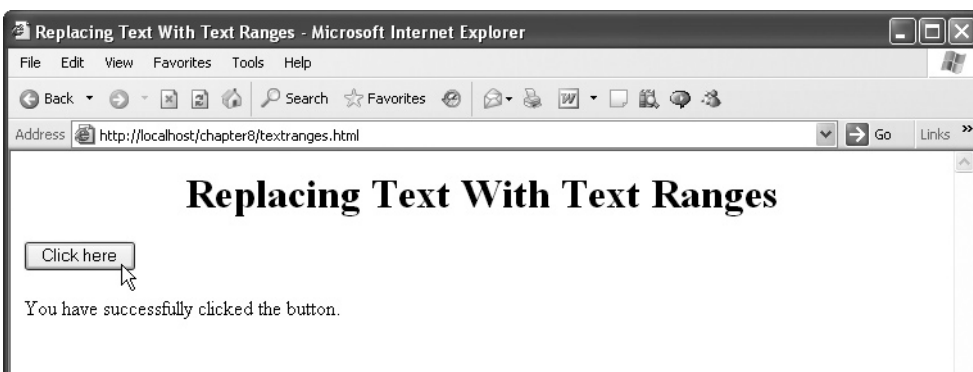 Replacing Text With Text Ranges - Microsoft Internet Explorer
File Edit View Favorites Tools Help
Back Search Favorites W
Address http://localhost/chapter8/textranges.html Go Links »
Replacing Text With Text Ranges
Click here
You have successfully clicked the button.